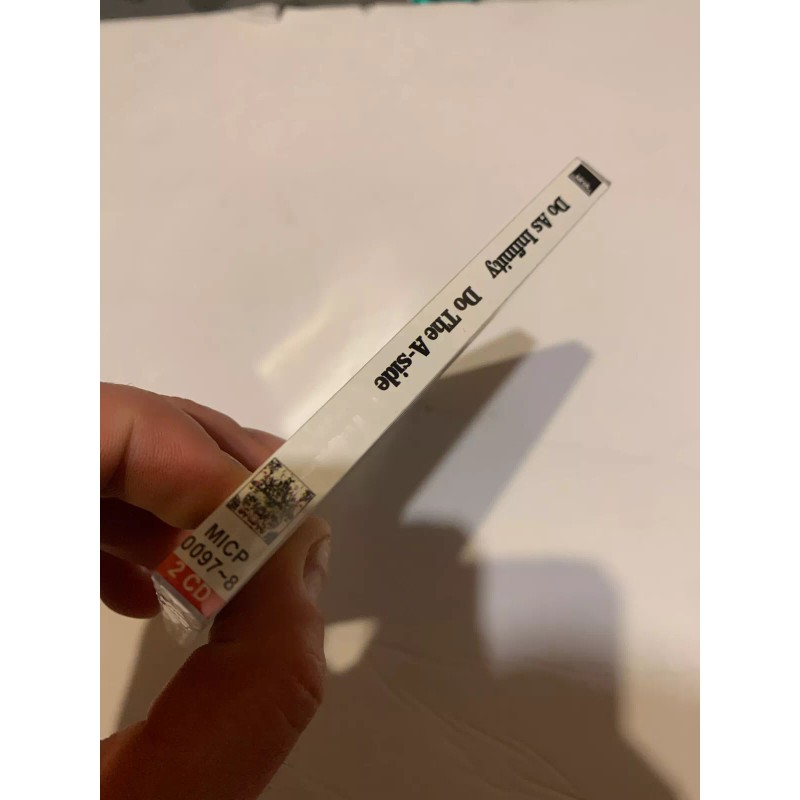 Do As Infinity Do The A-side
MICP
0097~8
2 CD